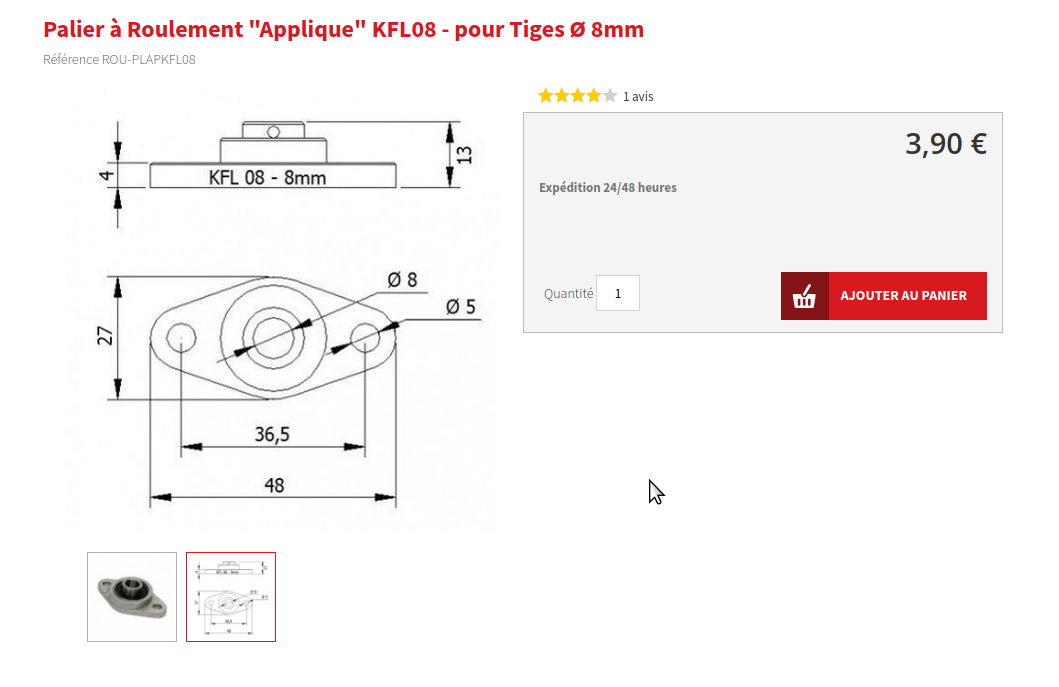 Palier à Roulement "Applique" KFL08 - pour Tiges Ø 8mm
Référence ROU-PLAPKFL08
1 avis
3,90 €
Expédition 24/48 heures
Quantité 1
AJOUTER AU PANIER
13
4
KFL 08 - 8mm
Ø 8
Ø 5
27
36,5
48